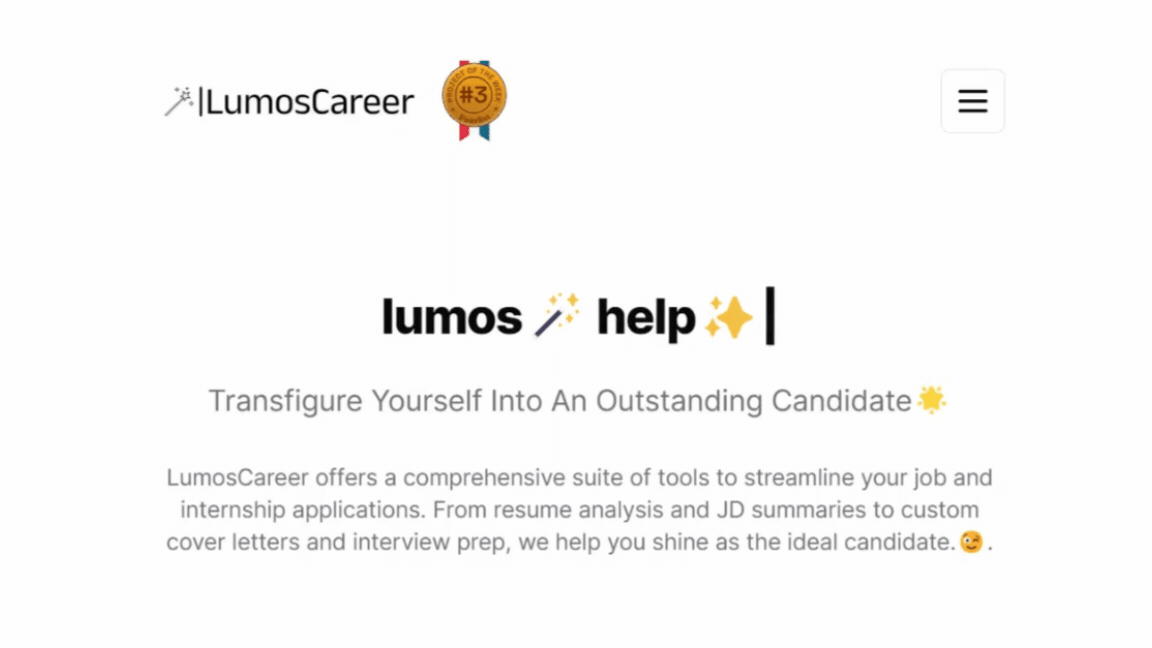 |LumosCareer
PROJECT OF THE WEEK
#3
lumos🪄 help✨|
Transfigure Yourself Into An Outstanding Candidate🌟
LumosCareer offers a comprehensive suite of tools to streamline your job and
internship applications. From resume analysis and JD summaries to custom
cover letters and interview prep, we help you shine as the ideal candidate.😉.